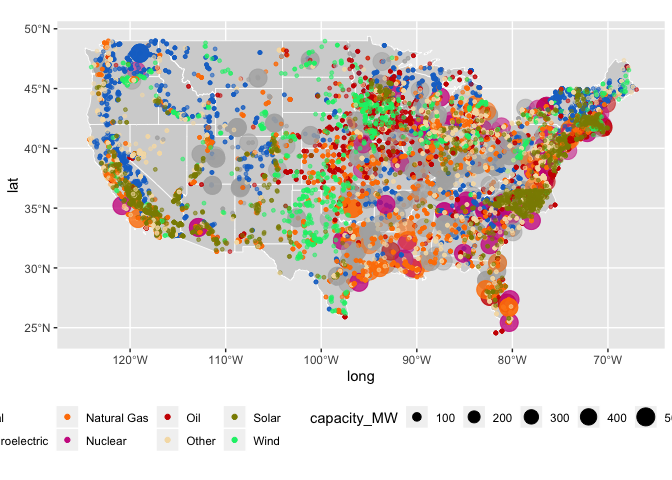 50°N
45°N
40°N
35°N
30°N
25°N
lat
120°W 110°W 100°W 90°W 80°W 70°W
long
al Natural Gas Oil Solar capacity_MW 100 200 300 400 50
roelectric Nuclear Other Wind